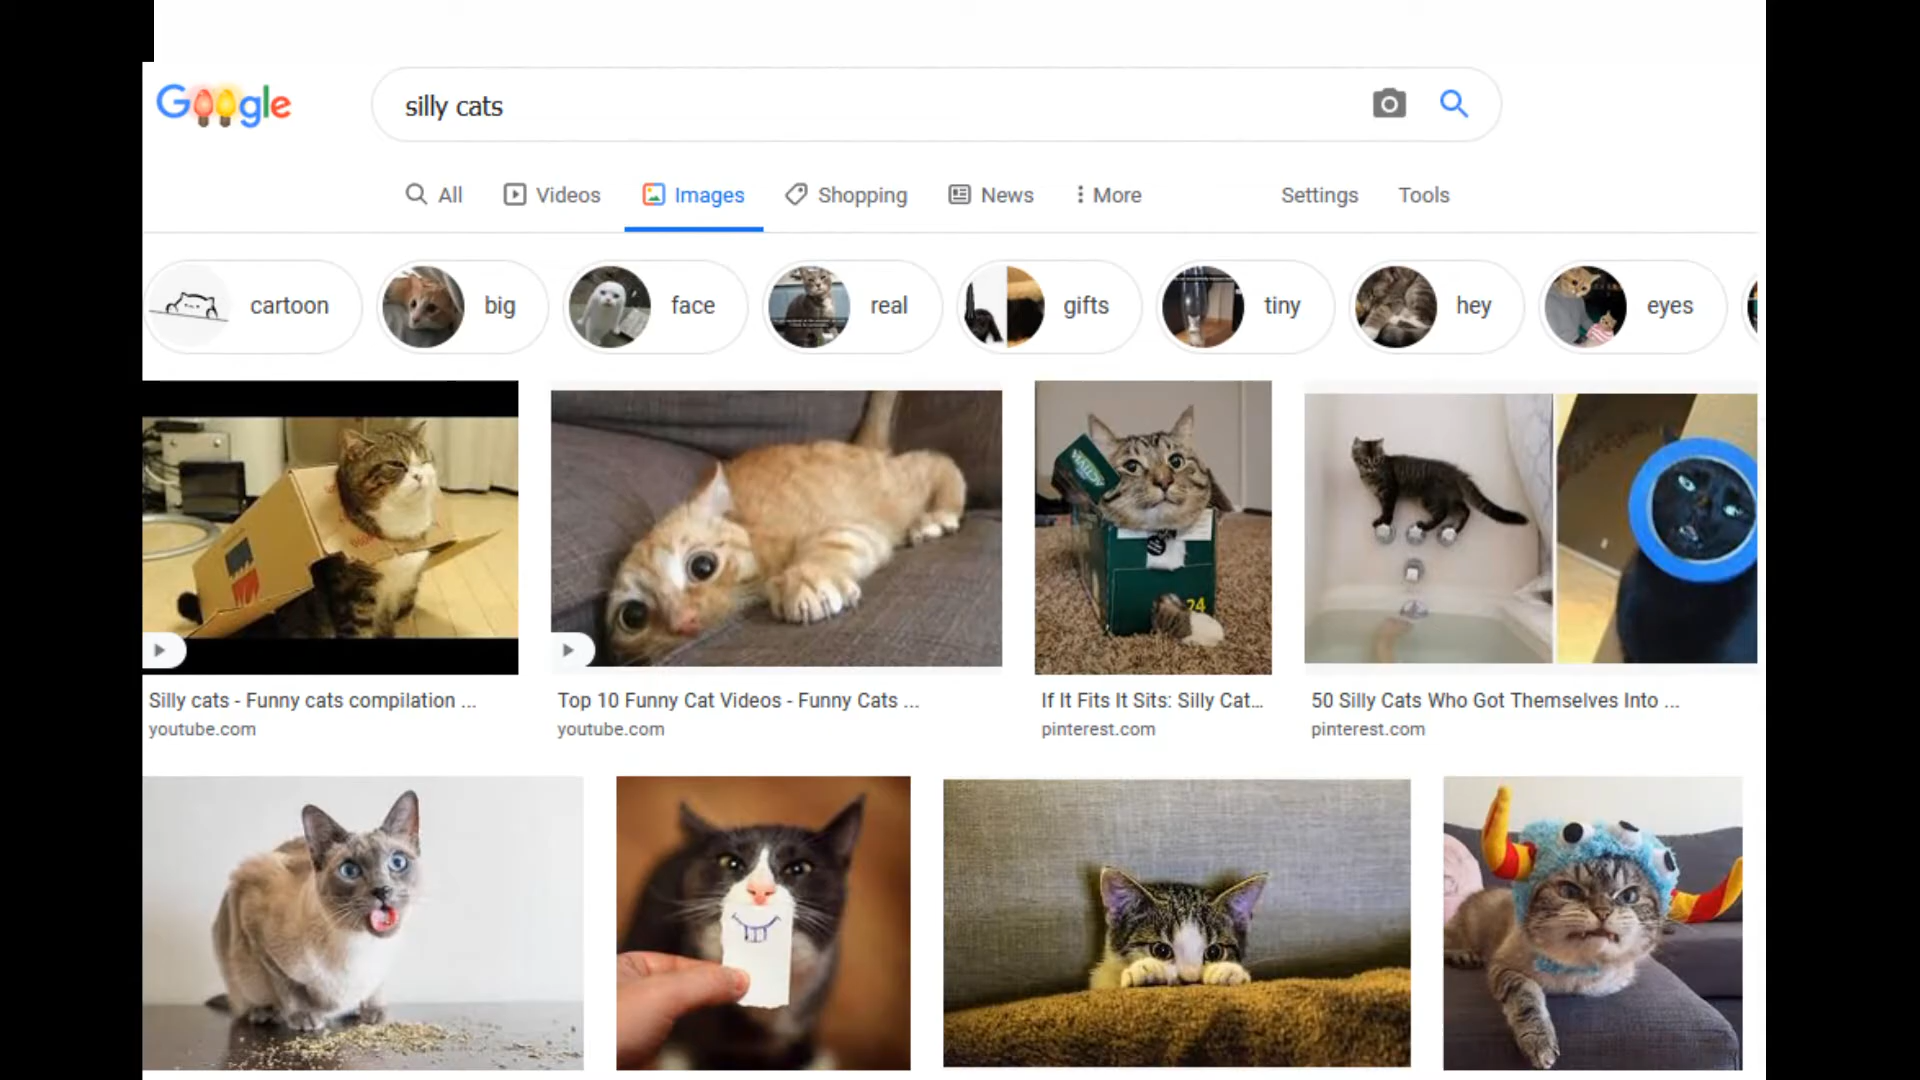 Google
silly cats
All Videos Images Shopping News More Settings Tools
cartoon big face real gifts tiny hey eyes
Silly cats - Funny cats compilation ...
youtube.com
Top 10 Funny Cat Videos - Funny Cats ...
youtube.com
If It Fits It Sits: Silly Cat...
pinterest.com
50 Silly Cats Who Got Themselves Into ...
pinterest.com
24